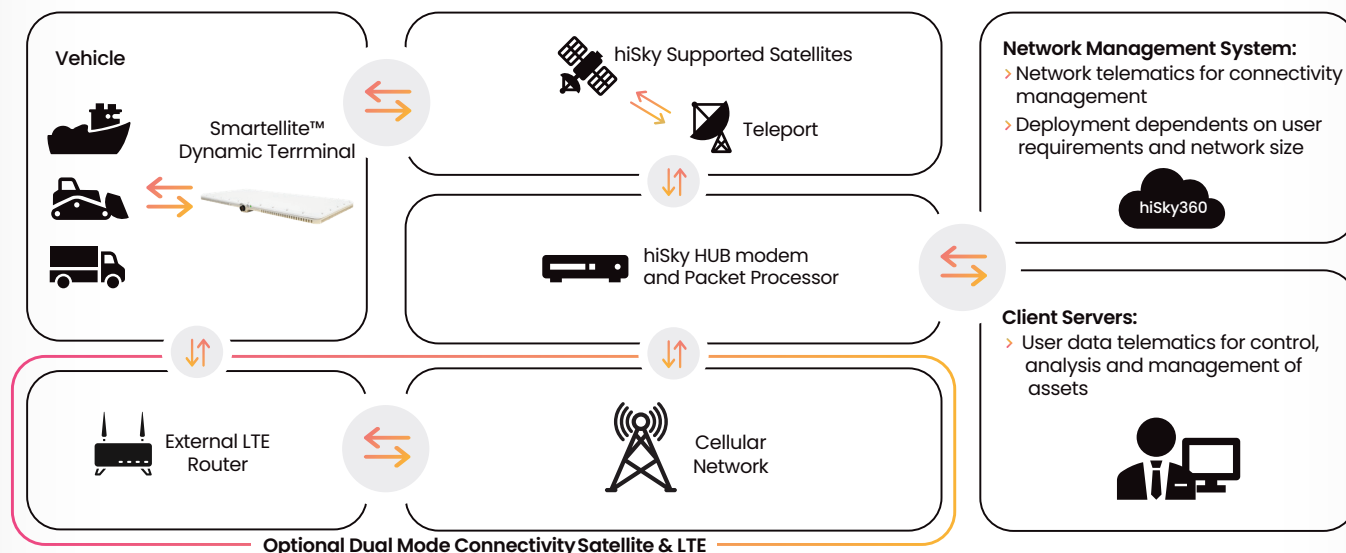 Vehicle
Smartellite™
Dynamic Terrminal
hiSky Supported Satellites
Teleport
hiSky HUB modem
and Packet Processor
Network Management System:
> Network telematics for connectivity
management
> Deployment dependents on user
requirements and network size
hiSky360
Client Servers:
> User data telematics for control,
analysis and management of
assets
External LTE
Router
Cellular
Network
Optional Dual Mode Connectivity Satellite & LTE